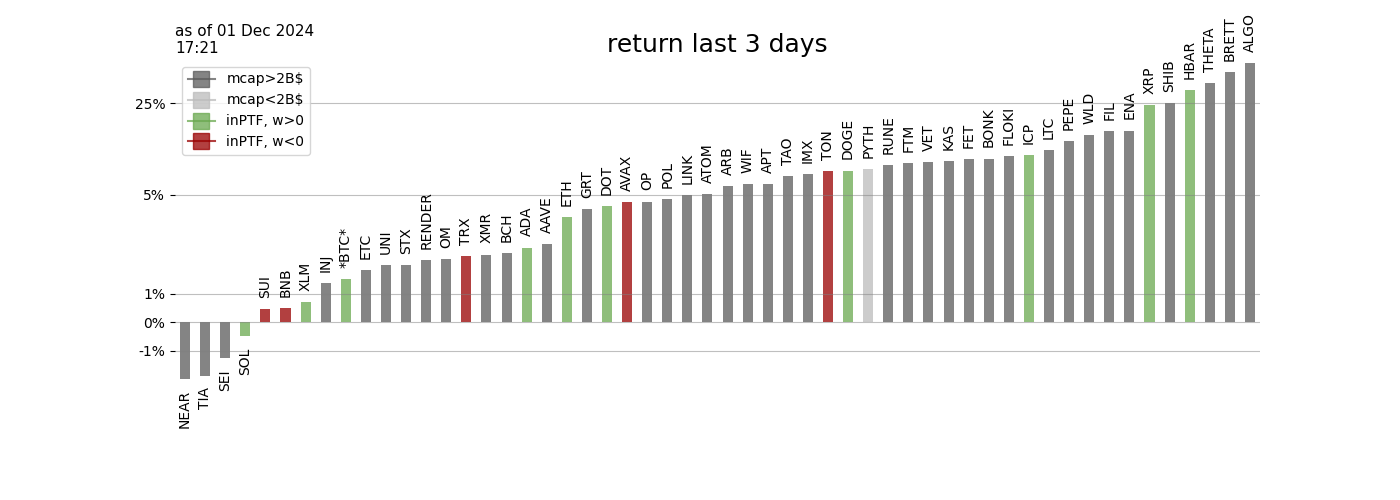 as of 01 Dec 2024
17:21
return last 3 days
mcap>2B$
mcap<2B$
inPTF, w>0
inPTF, w<0
25%
5%
1%
0%
-1%
NEAR
TIA
SEI
SOL
SUI
BNB
XLM
INJ
*BTC*
ETC
UNI
STX
RENDER
OM
TRX
XMR
BCH
ADA
AAVE
ETH
GRT
DOT
AVAX
OP
POL
LINK
ATOM
ARB
WIF
APT
TAO
IMX
TON
DOGE
PYTH
RUNE
FTM
VET
KAS
FET
BONK
FLOKI
ICP
LTC
PEPE
WLD
FIL
ENA
XRP
SHIB
HBAR
THETA
BRETT
ALGO